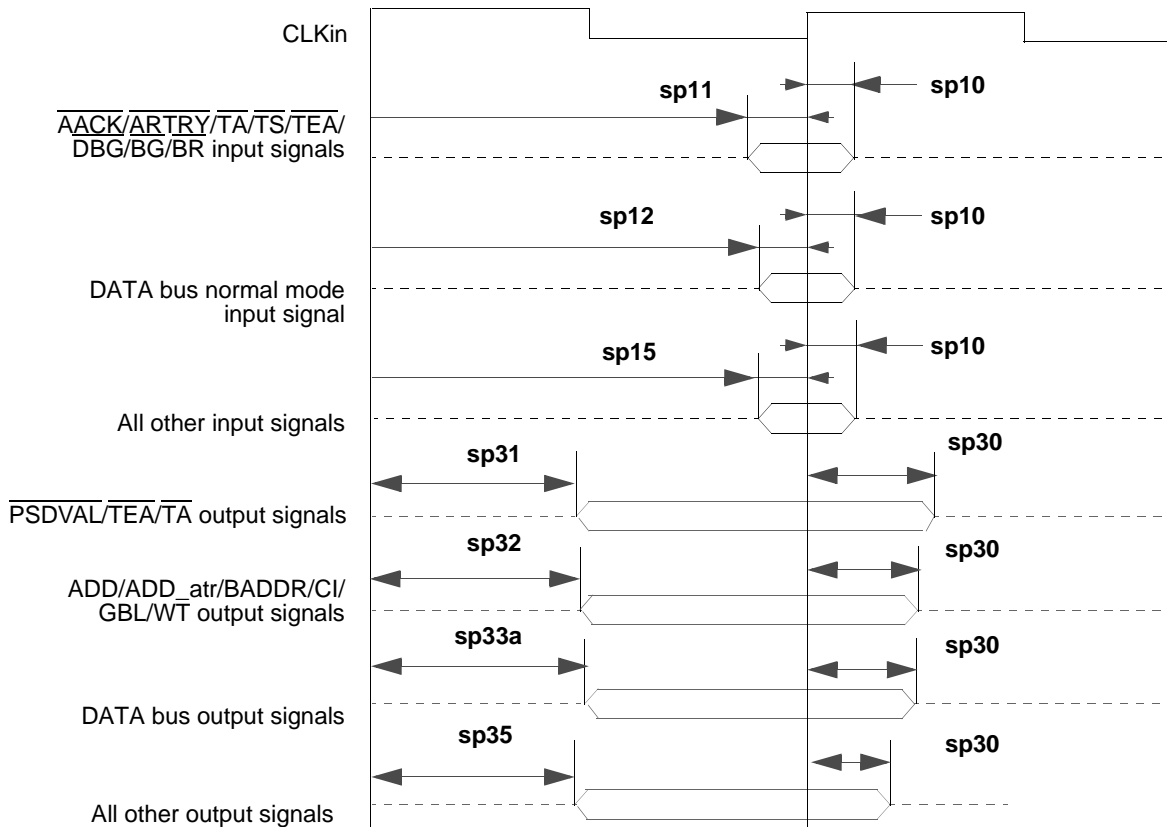 CLKin
sp11
sp10
AACK/ARTRY/TA/TS/TEA/
DBG/BG/BR input signals
sp12
sp10
DATA bus normal mode
input signal
sp15
sp10
All other input signals
sp31
sp30
PSDVAL/TEA/TA output signals
sp32
sp30
ADD/ADD_atr/BADDR/CI/
GBL/WT output signals
sp33a
sp30
DATA bus output signals
sp35
sp30
All other output signals